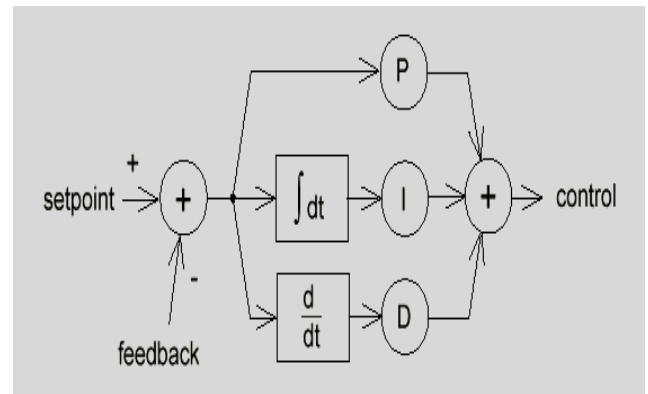 P
+
setpoint
+
∫dt
I
+
control
-
d
dt
D
feedback